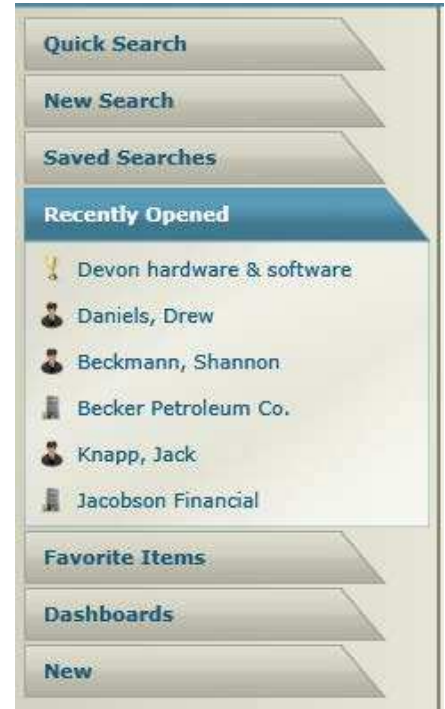 Quick Search
New Search
Saved Searches
Recently Opened
Devon hardware & software
Daniels, Drew
Beckmann, Shannon
Becker Petroleum Co.
Knapp, Jack
Jacobson Financial
Favorite Items
Dashboards
New